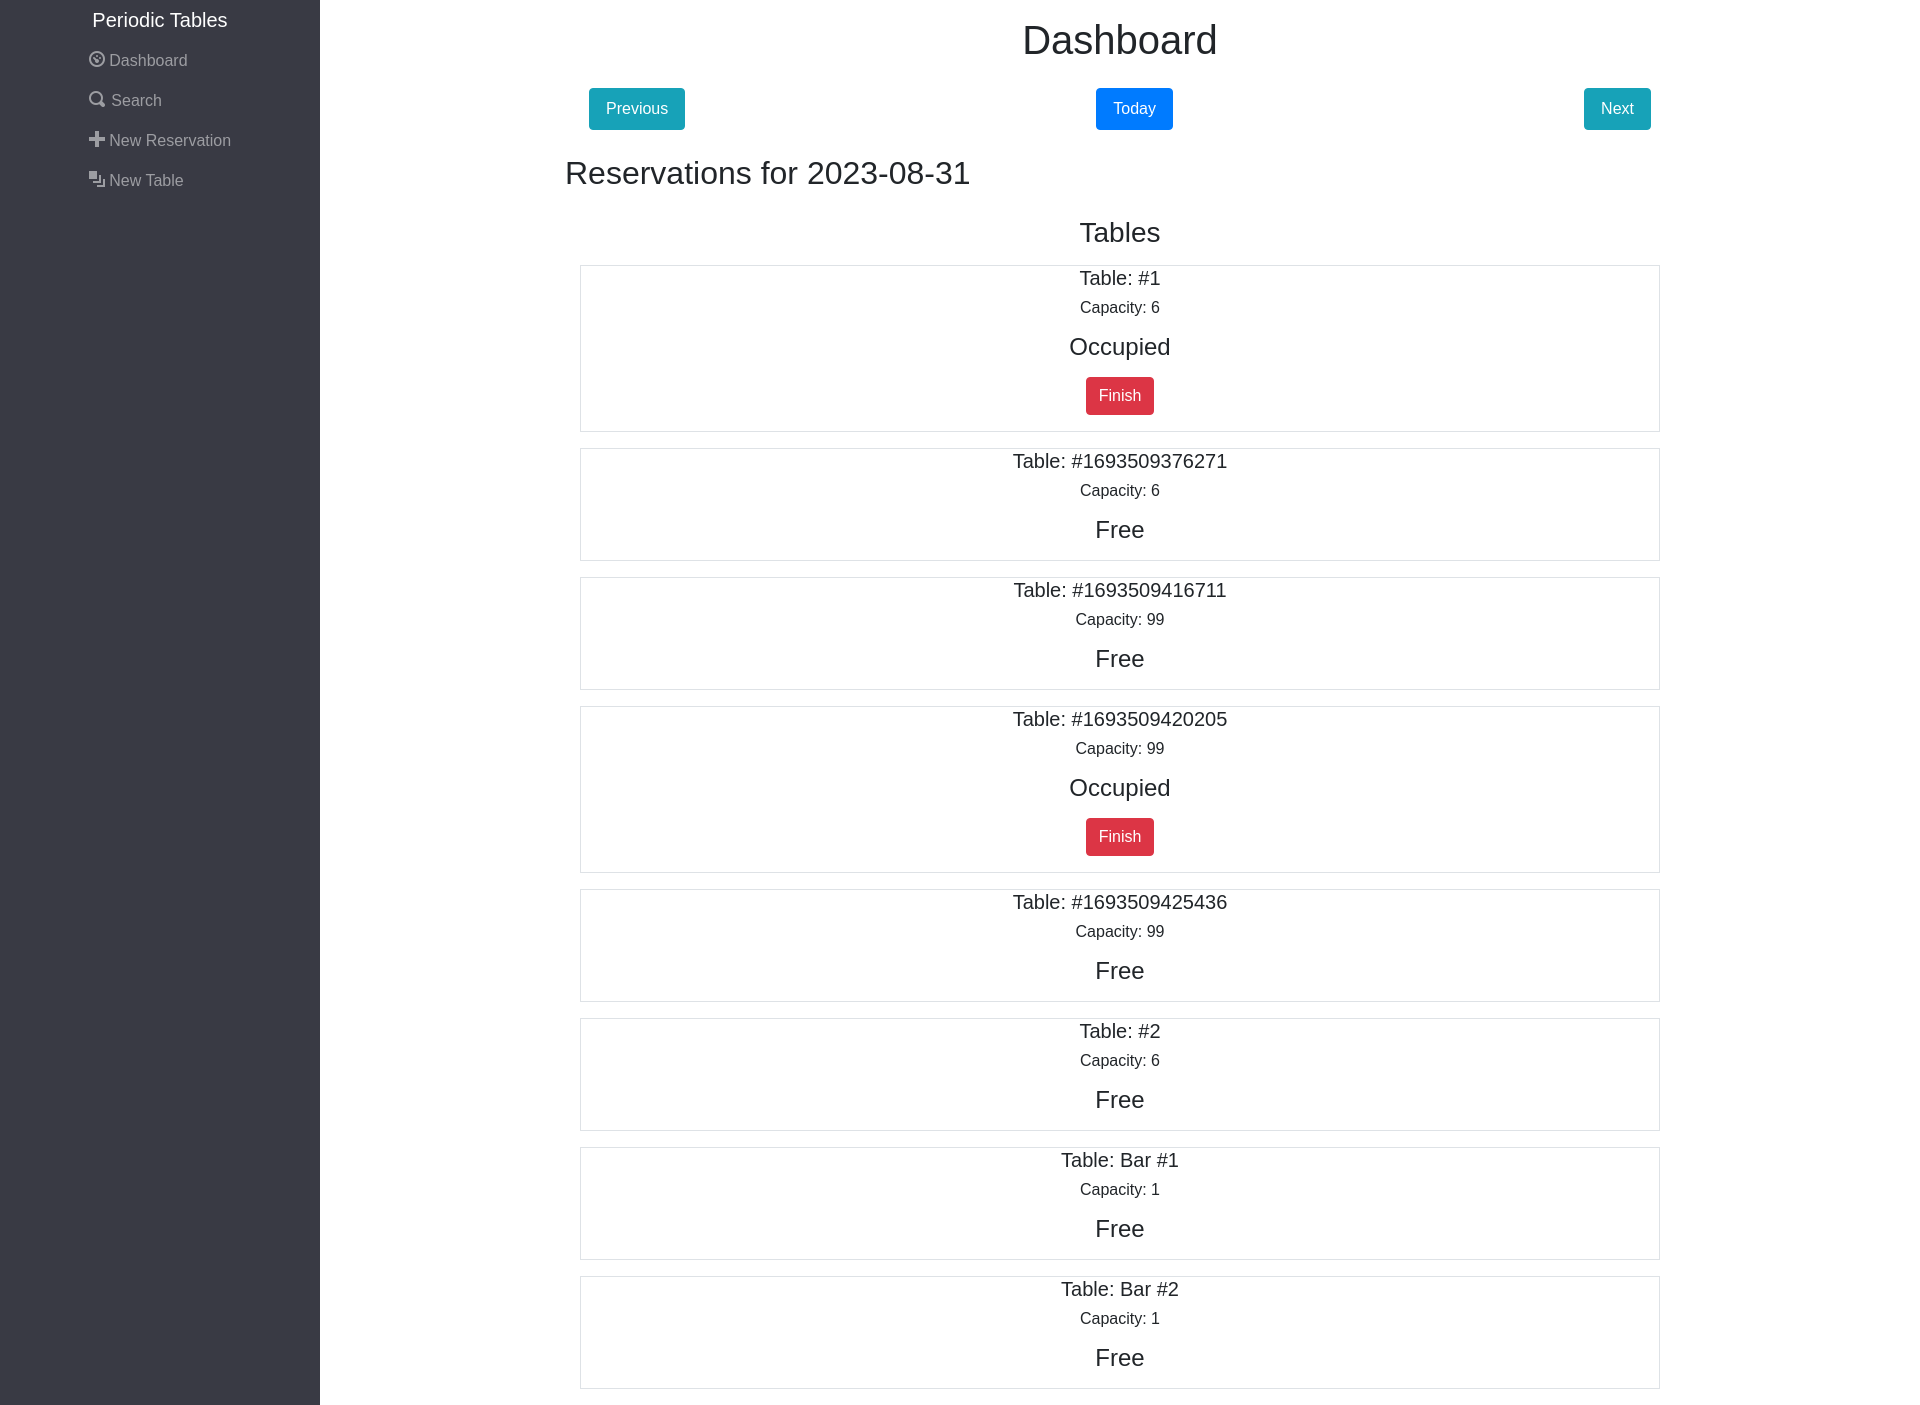 Periodic Tables
Dashboard
Search
New Reservation
New Table
Dashboard
Previous
Today
Next
Reservations for 2023-08-31
Tables
Table: #1
Capacity: 6
Occupied
Finish
Table: #1693509376271
Capacity: 6
Free
Table: #1693509416711
Capacity: 99
Free
Table: #1693509420205
Capacity: 99
Occupied
Finish
Table: #1693509425436
Capacity: 99
Free
Table: #2
Capacity: 6
Free
Table: Bar #1
Capacity: 1
Free
Table: Bar #2
Capacity: 1
Free